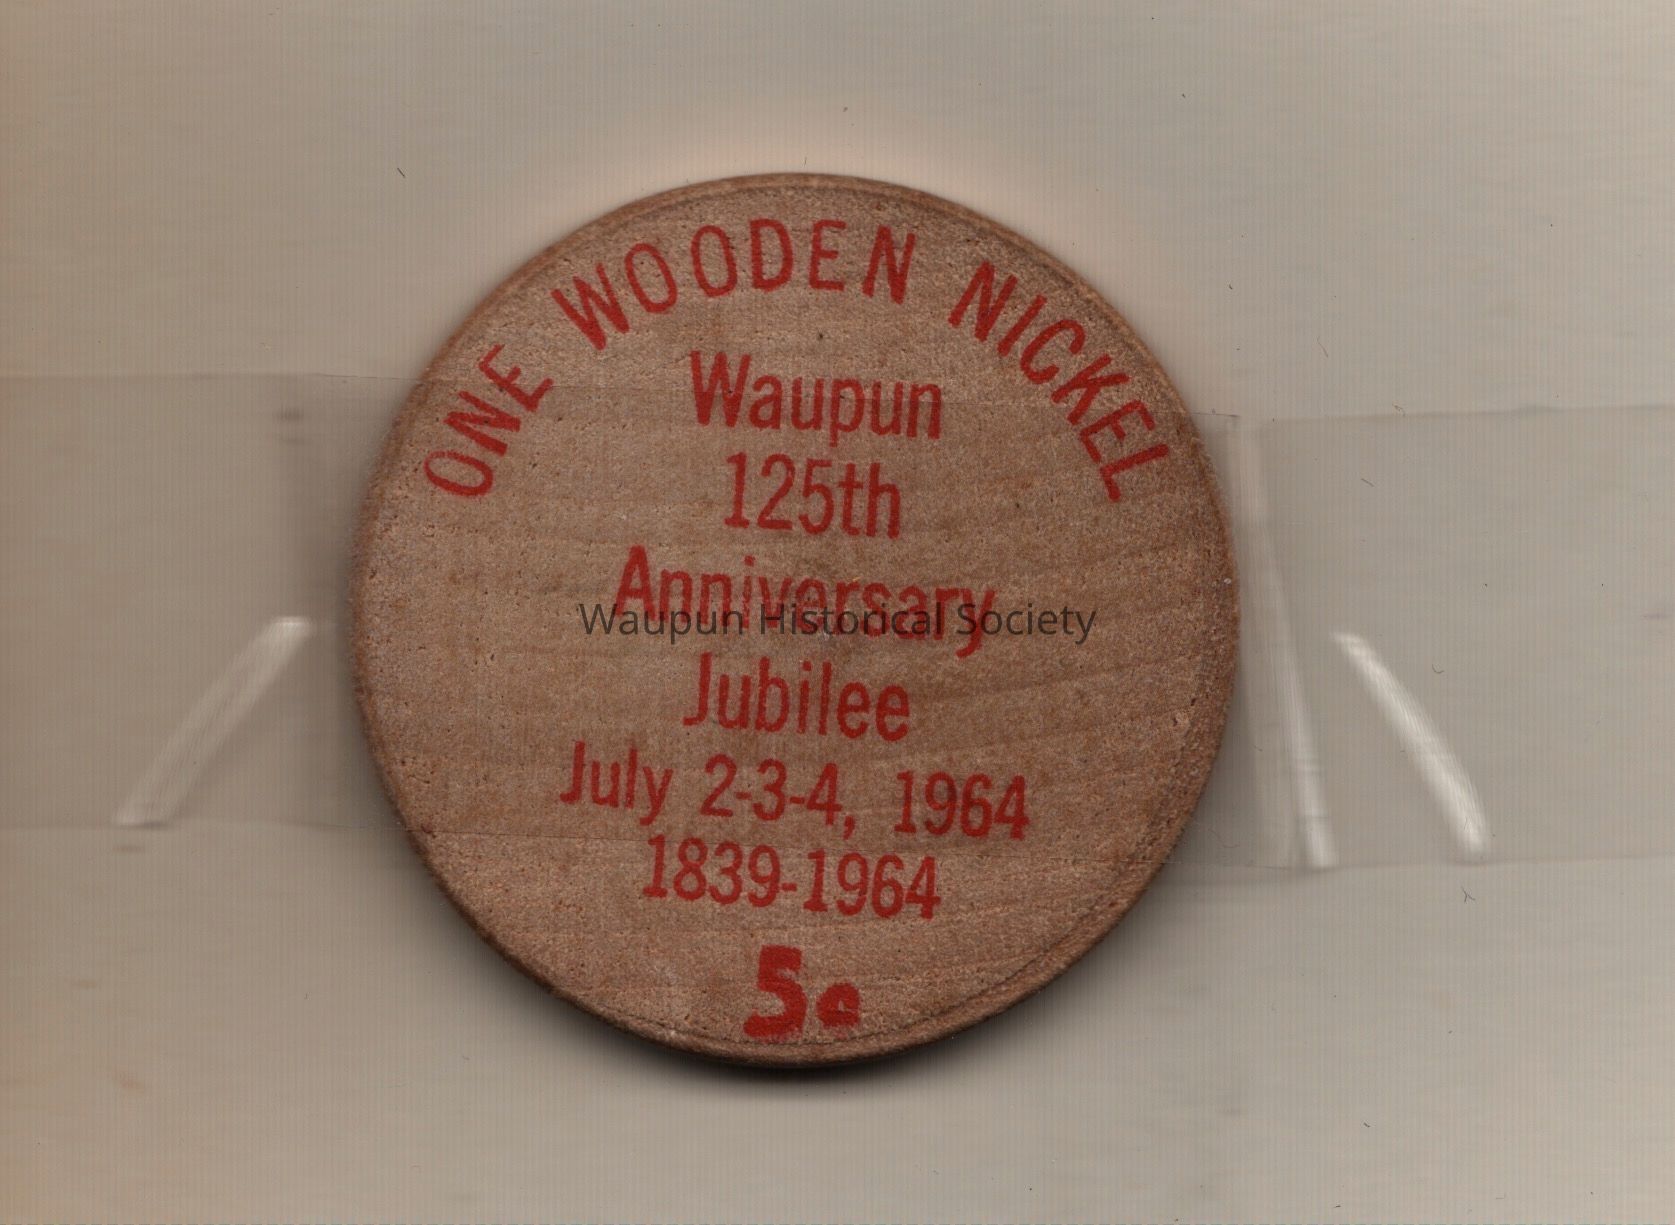 ONE WOODEN NICKEL
Waupun
125th
Anniversary
Waupun Historical Society
Jubilee
July 2-3-4, 1964
1839-1964
5¢